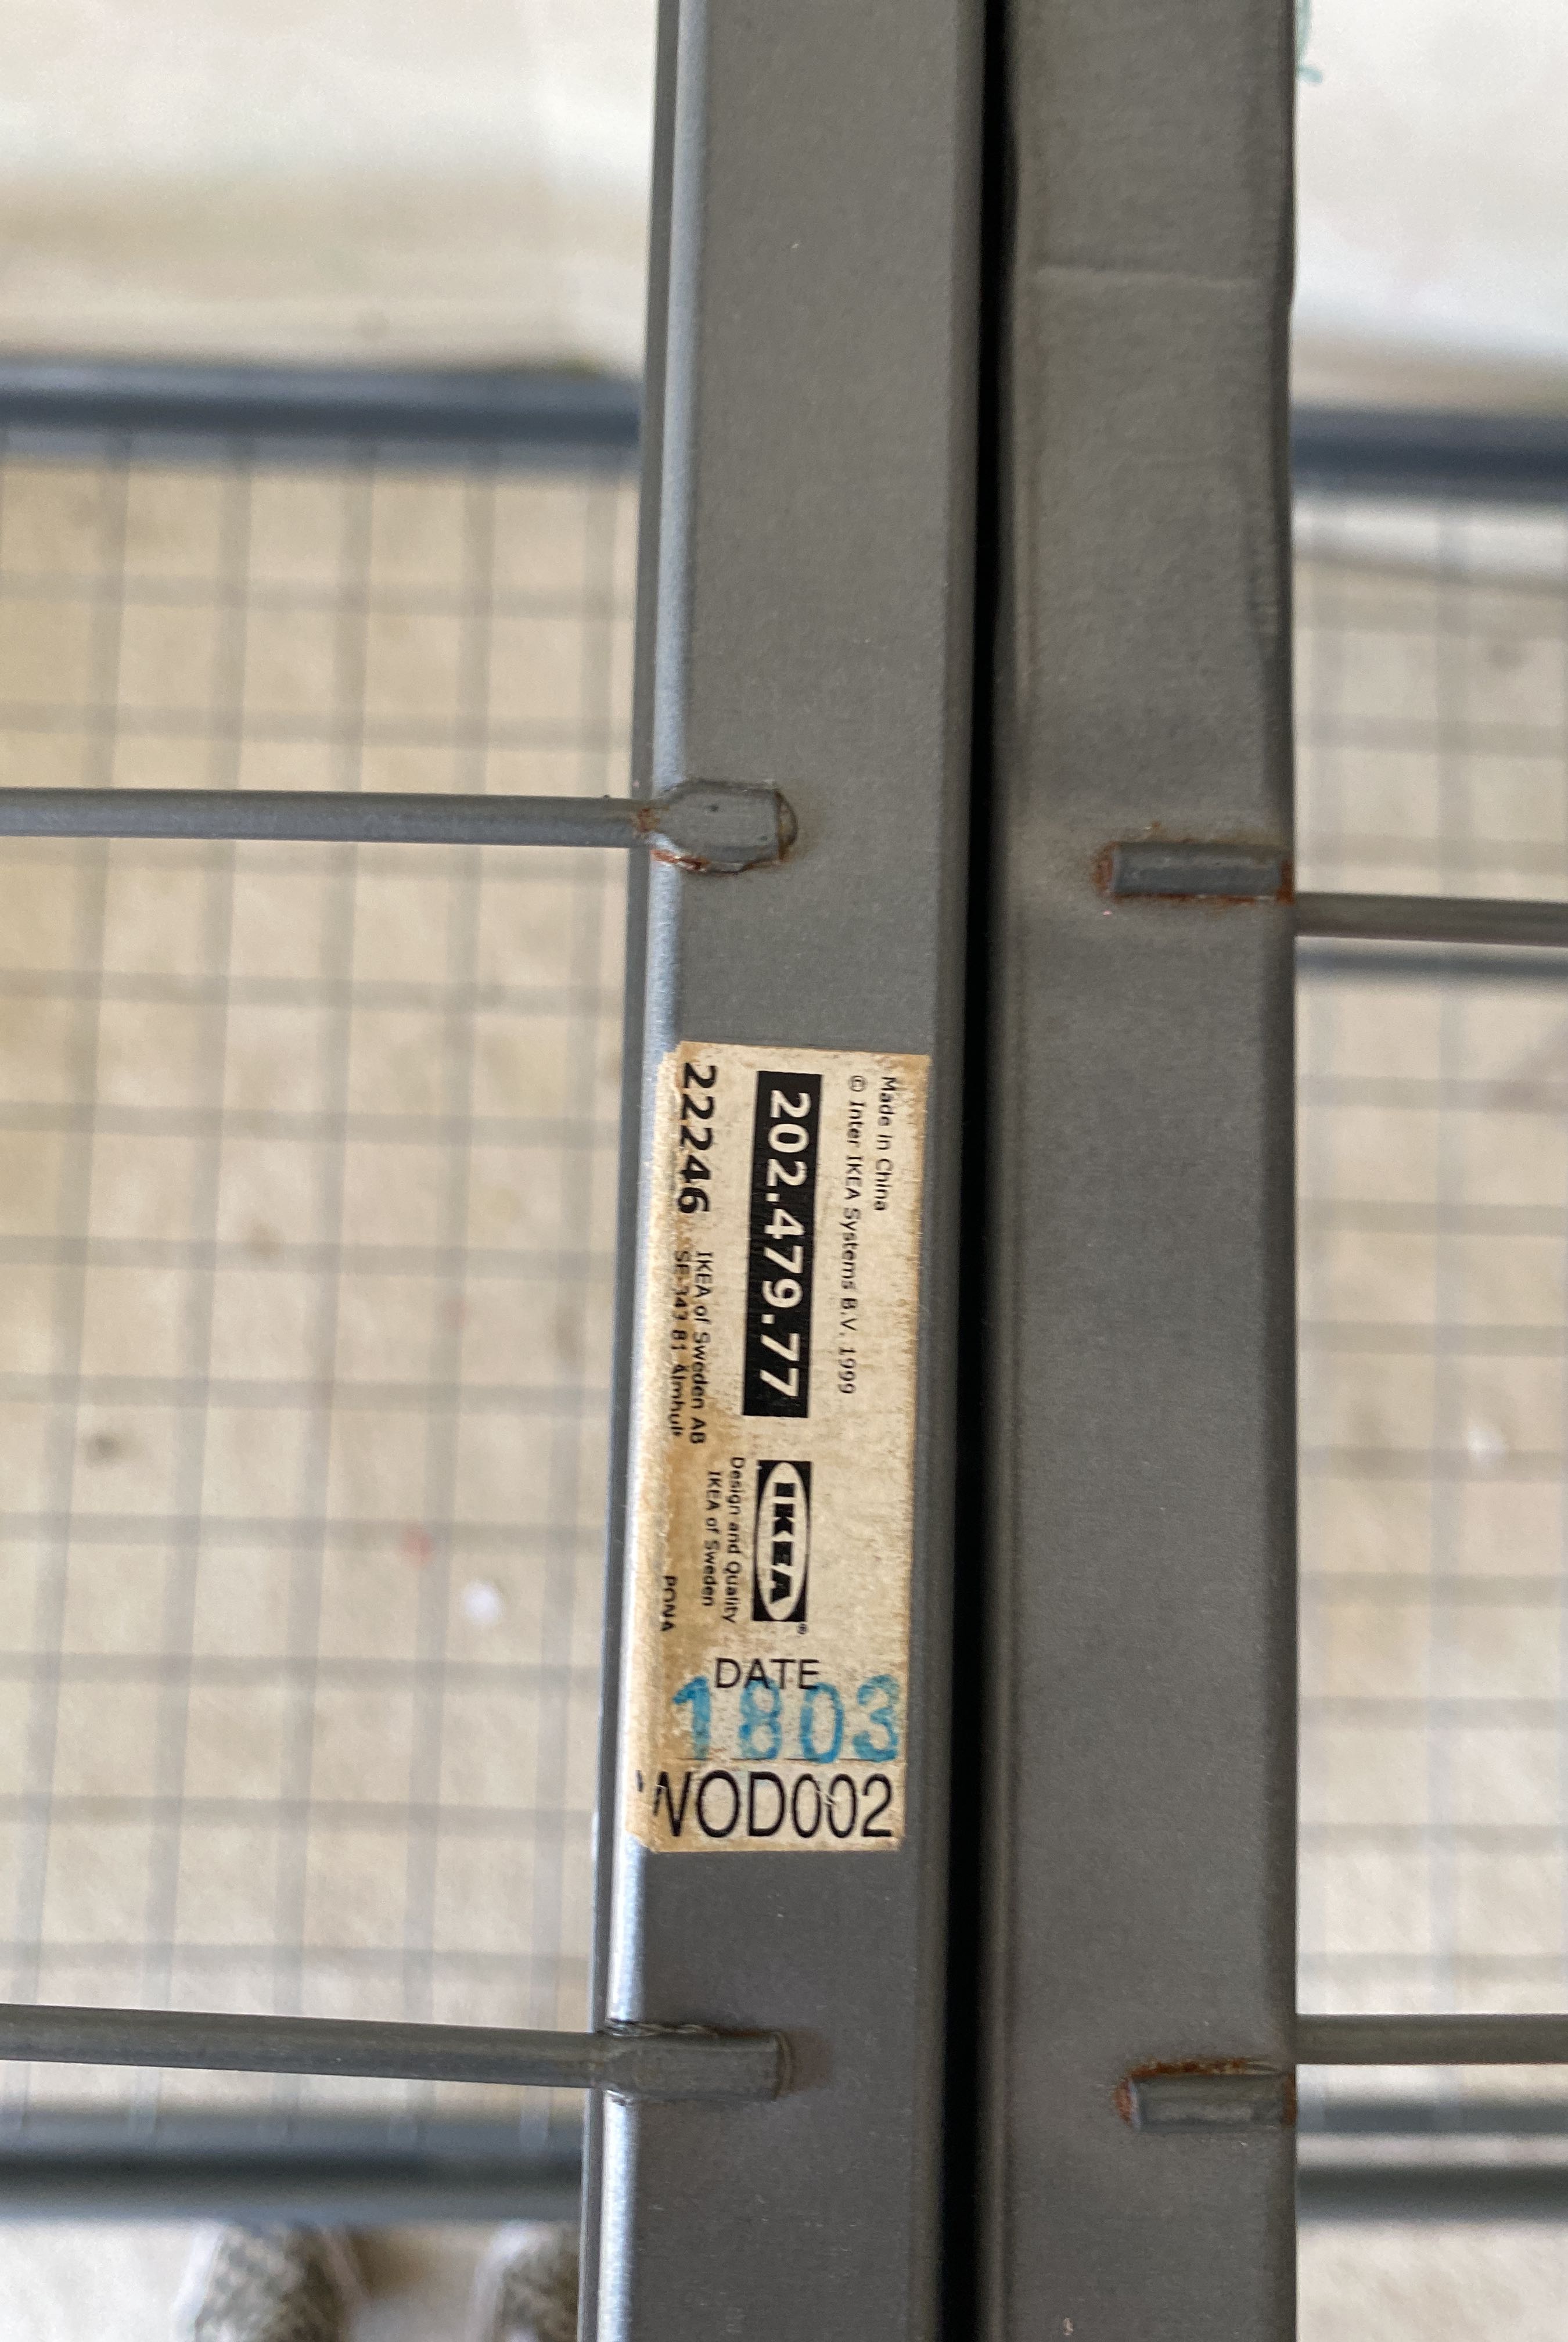 Made in China
© Inter IKEA Systems B.V. 1999
202.479.77
22246
IKEA of Sweden AB
SE-343 81 Älmhult
IKEA®
Design and Quality
IKEA of Sweden
PONA
DATE
1803
WOD002